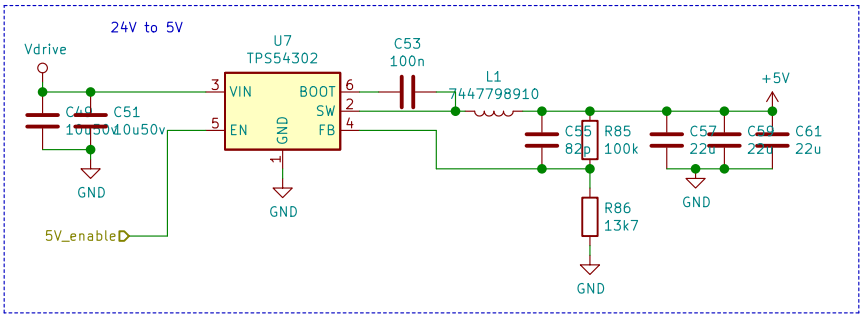 24V to 5V
Vdrive
C49
10u50v
C51
10u50v
U7
TPS54302
3
VIN
5
EN
GND
1
BOOT
6
SW
2
FB
4
GND
GND
5V_enable
C53
100n
L1
7447798910
C55
82p
R85
100k
R86
13k7
GND
C57
22u
C59
22u
C61
22u
+5V
GND